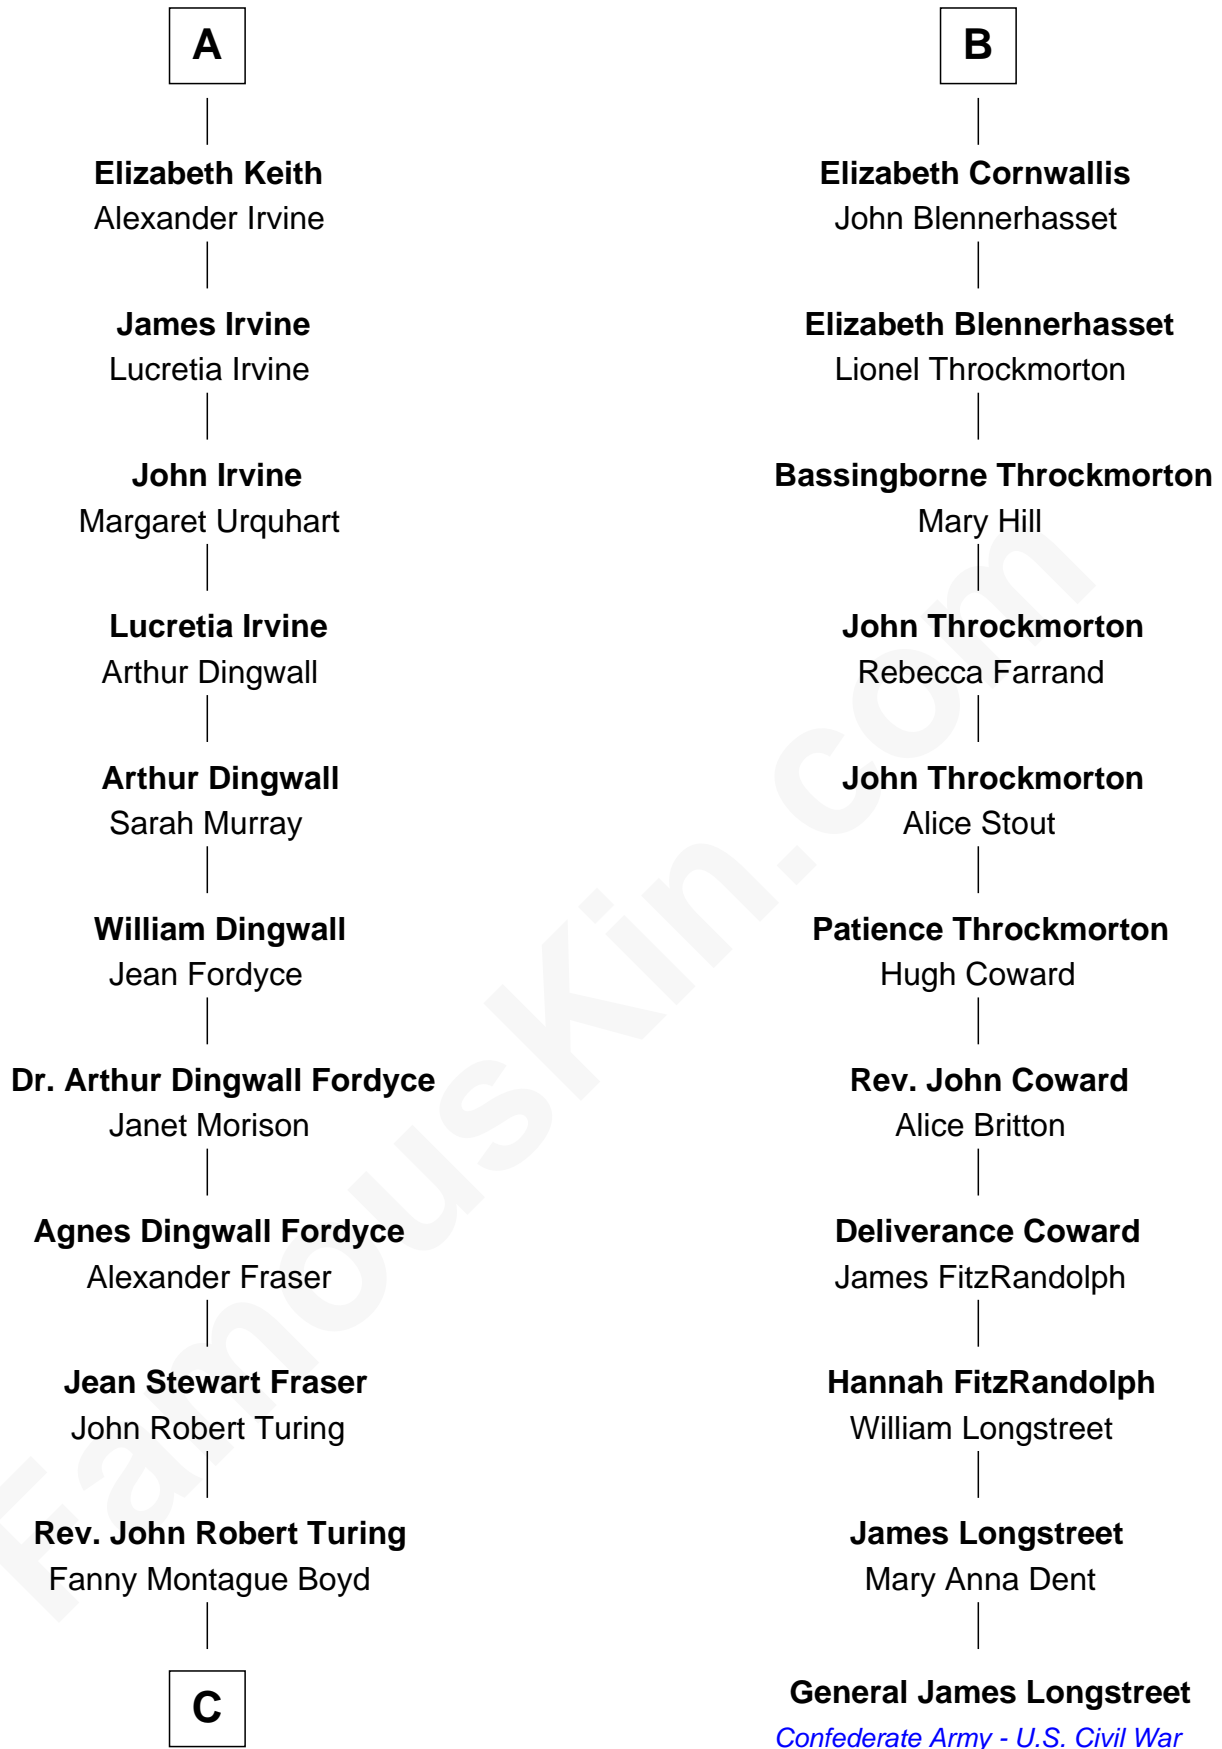 A
Elizabeth Keith
Alexander Irvine
James Irvine
Lucretia Irvine
John Irvine
Margaret Urquhart
Lucretia Irvine
Arthur Dingwall
Arthur Dingwall
Sarah Murray
William Dingwall
Jean Fordyce
Dr. Arthur Dingwall Fordyce
Janet Morison
Agnes Dingwall Fordyce
Alexander Fraser
Jean Stewart Fraser
John Robert Turing
Rev. John Robert Turing
Fanny Montague Boyd
C
B
Elizabeth Cornwallis
John Blennerhasset
Elizabeth Blennerhasset
Lionel Throckmorton
Bassingborne Throckmorton
Mary Hill
John Throckmorton
Rebecca Farrand
John Throckmorton
Alice Stout
Patience Throckmorton
Hugh Coward
Rev. John Coward
Alice Britton
Deliverance Coward
James FitzRandolph
Hannah FitzRandolph
William Longstreet
James Longstreet
Mary Anna Dent
General James Longstreet
Confederate Army - U.S. Civil War
FamousKin.com